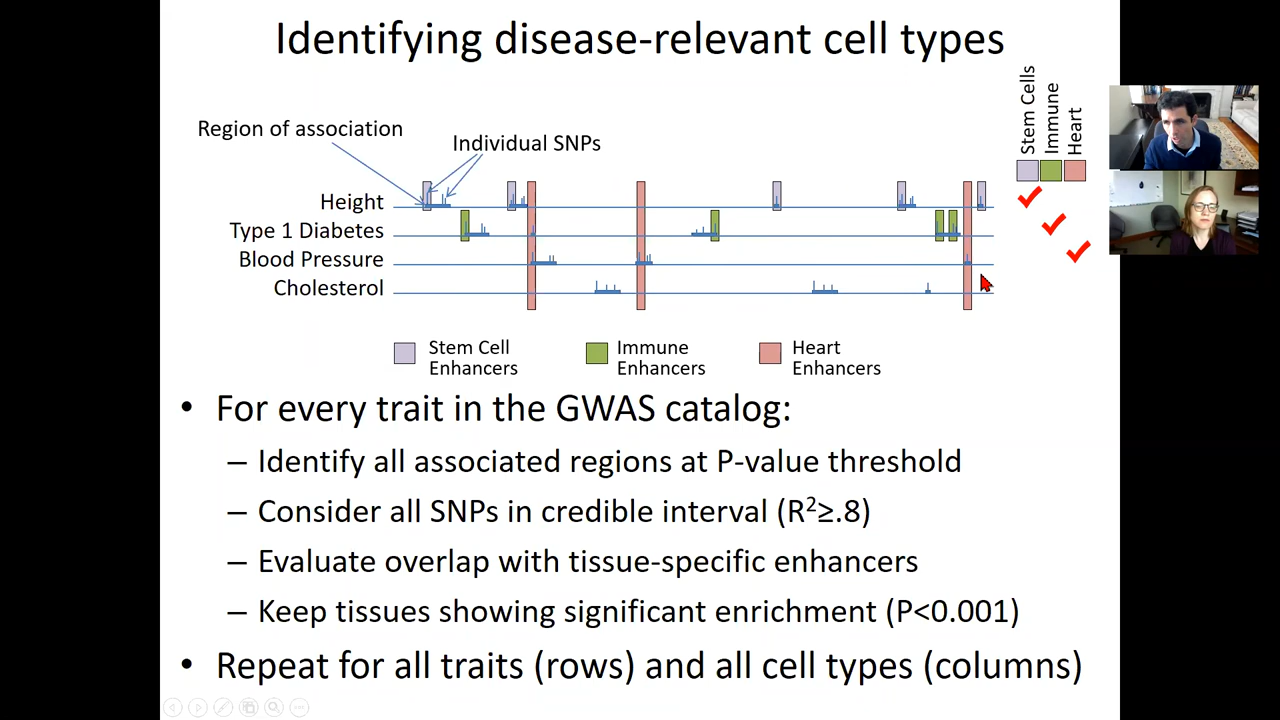 Identifying disease-relevant cell types
Stem Cells
Immune
Heart
Region of association
Individual SNPs
Height
Type 1 Diabetes
Blood Pressure
Cholesterol
Stem Cell
Enhancers
Immune
Enhancers
Heart
Enhancers
• For every trait in the GWAS catalog:
– Identify all associated regions at P-value threshold
– Consider all SNPs in credible interval (R²≥.8)
– Evaluate overlap with tissue-specific enhancers
– Keep tissues showing significant enrichment (P<0.001)
• Repeat for all traits (rows) and all cell types (columns)